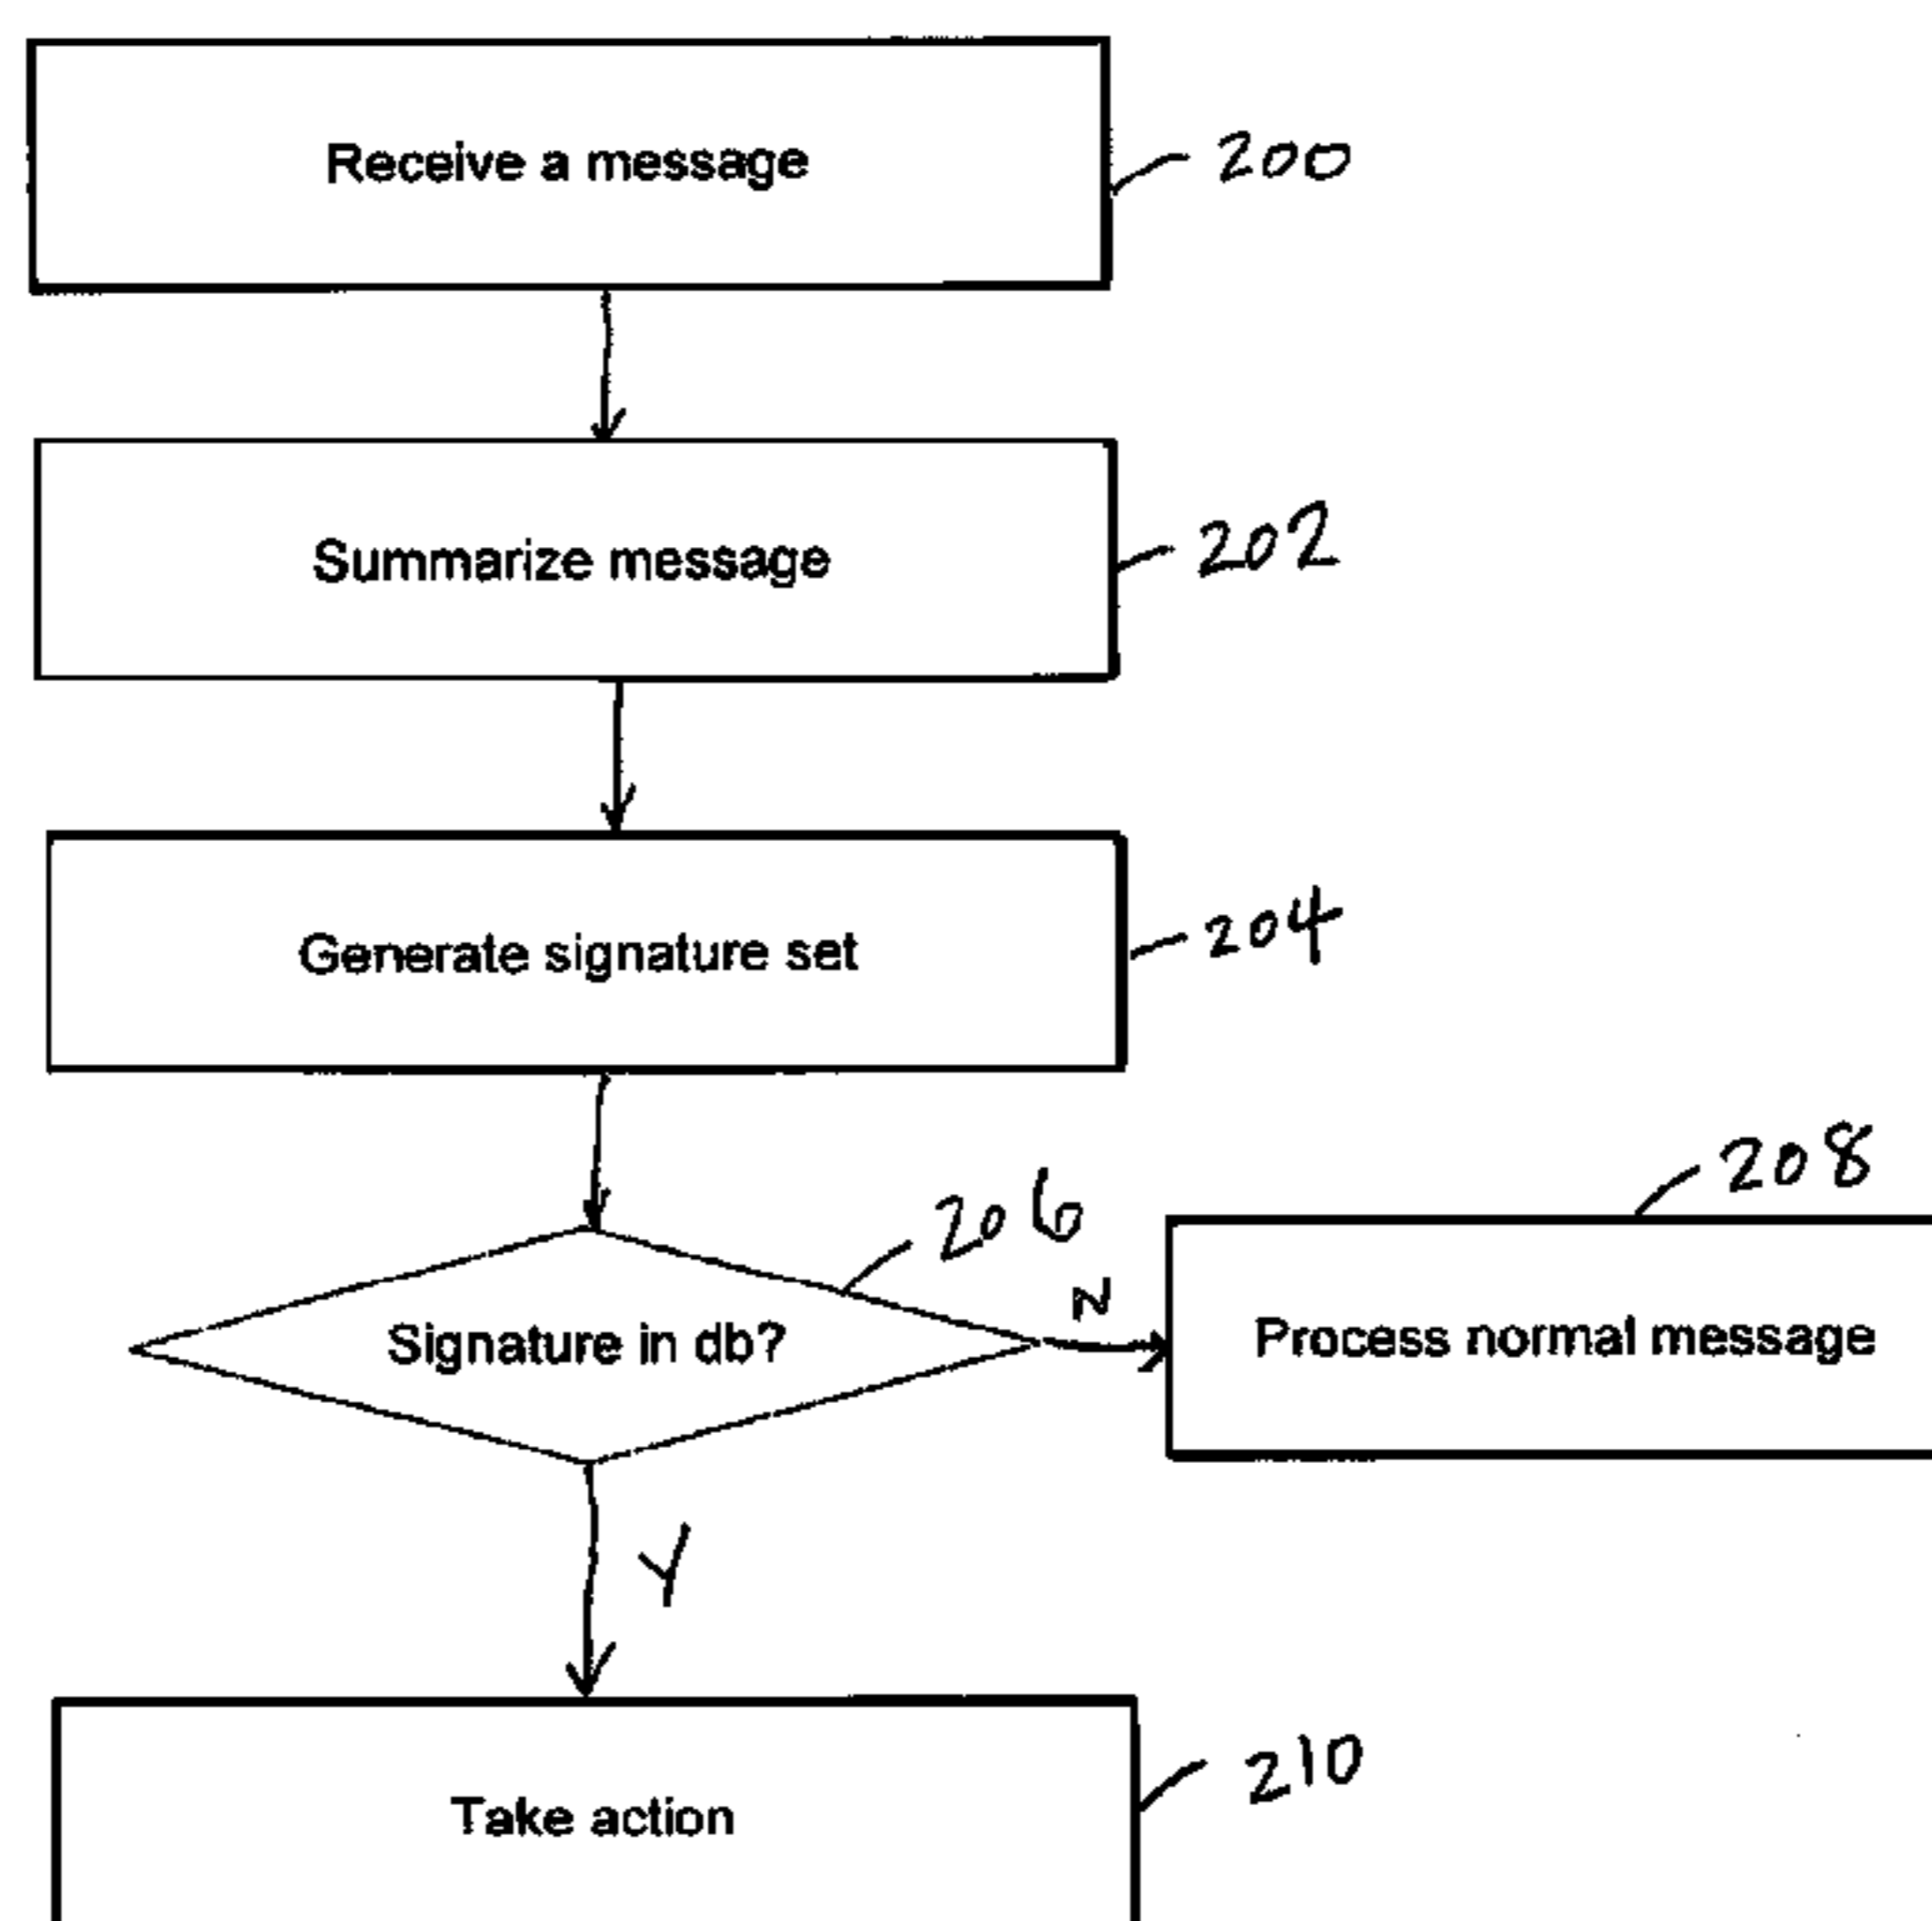 Receive a message
200
Summarize message
202
Generate signature set
204
206
208
Signature in db?
N
Process normal message
Y
Take action
210